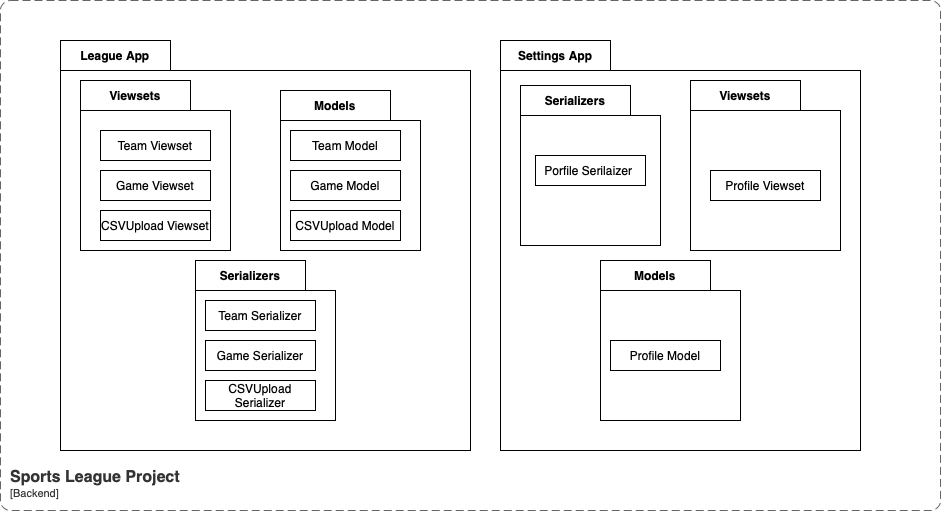 League App
Viewsets
Team Viewset
Game Viewset
CSVUpload Viewset
Models
Team Model
Game Model
CSVUpload Model
Serializers
Team Serializer
Game Serializer
CSVUpload
Serializer
Settings App
Serializers
Porfile Serilaizer
Viewsets
Profile Viewset
Models
Profile Model
Sports League Project
[Backend]